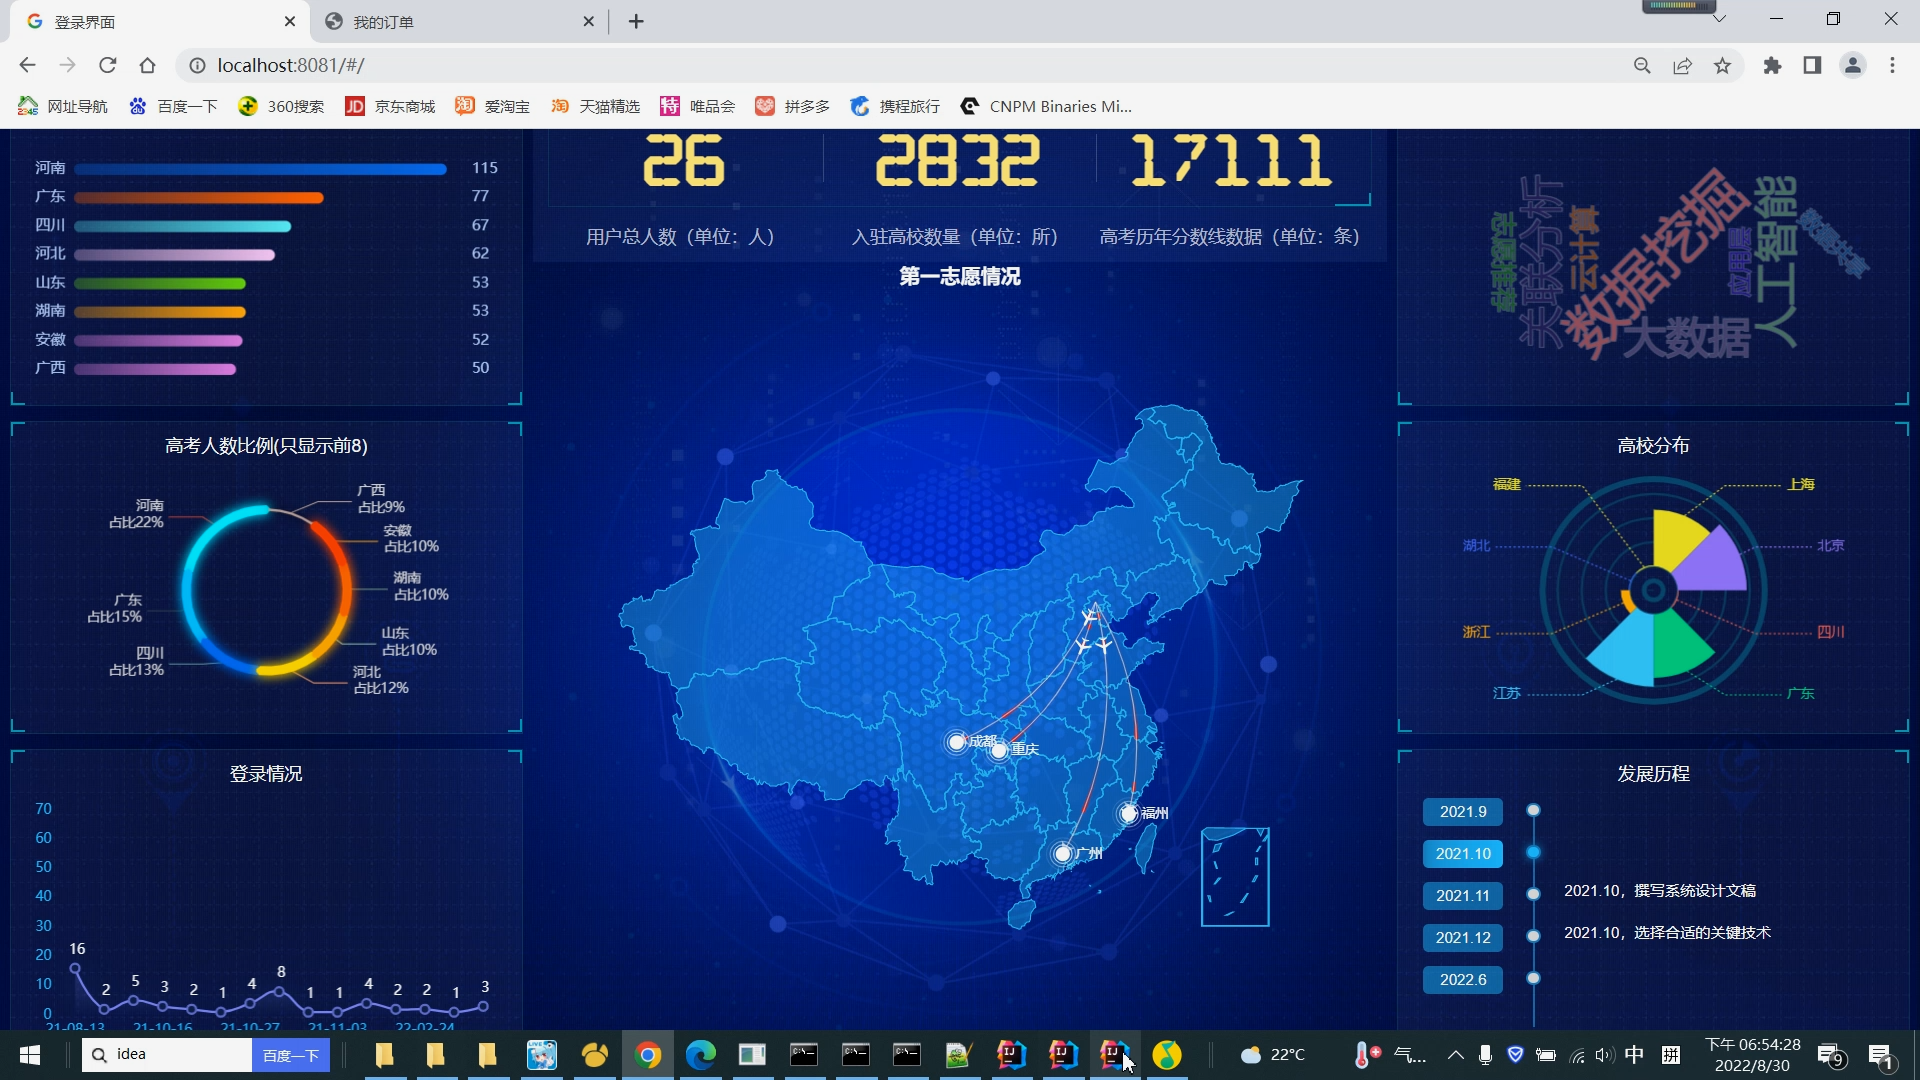 登录界面
我的订单
localhost:8081/#/
网址导航
百度一下
360搜索
京东商城
爱淘宝
天猫精选
唯品会
拼多多
携程旅行
CNPM Binaries Mi...
河南 115
广东 77
四川 67
河北 62
山东 53
湖南 53
安徽 52
广西 50
26
2832
17111
用户总人数（单位：人）
入驻高校数量（单位：所）
高考历年分数线数据（单位：条）
第一志愿情况
志愿推荐
关联分析
云计算
数据挖掘
大数据
应用层
人工智能
数据共享
高考人数比例(只显示前8)
广西
占比9%
河南
占比22%
安徽
占比10%
湖南
占比10%
广东
占比15%
山东
占比10%
四川
占比13%
河北
占比12%
成都
重庆
福州
广州
高校分布
福建
上海
湖北
北京
浙江
四川
江苏
广东
登录情况
70
60
50
40
30
20
10
0
16
2
5
3
2
1
4
8
1
1
4
2
2
1
3
21-08-13
21-10-16
21-10-27
21-11-03
22-02-24
发展历程
2021.9
2021.10
2021.11
2021.12
2022.6
2021.10，撰写系统设计文稿
2021.10，选择合适的关键技术
idea
百度一下
22°C
气...
中
拼
下午 06:54:28
2022/8/30
9
1